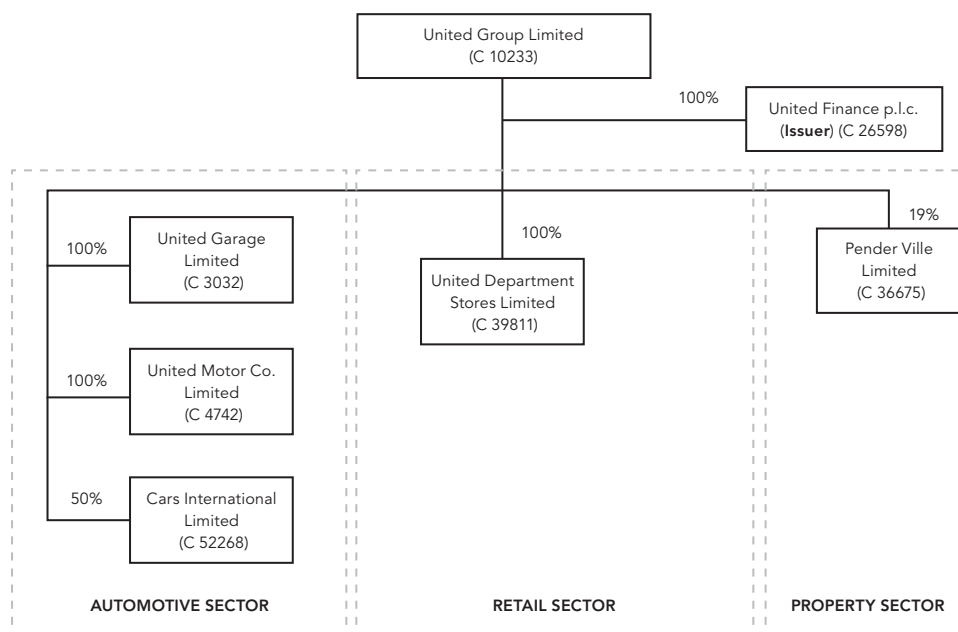 United Group Limited
(C 10233)
100%
United Finance p.l.c.
(Issuer) (C 26598)
100%
United Garage
Limited
(C 3032)
100%
United Motor Co.
Limited
(C 4742)
50%
Cars International
Limited
(C 52268)
AUTOMOTIVE SECTOR
100%
United Department
Stores Limited
(C 39811)
RETAIL SECTOR
19%
Pender Ville
Limited
(C 36675)
PROPERTY SECTOR